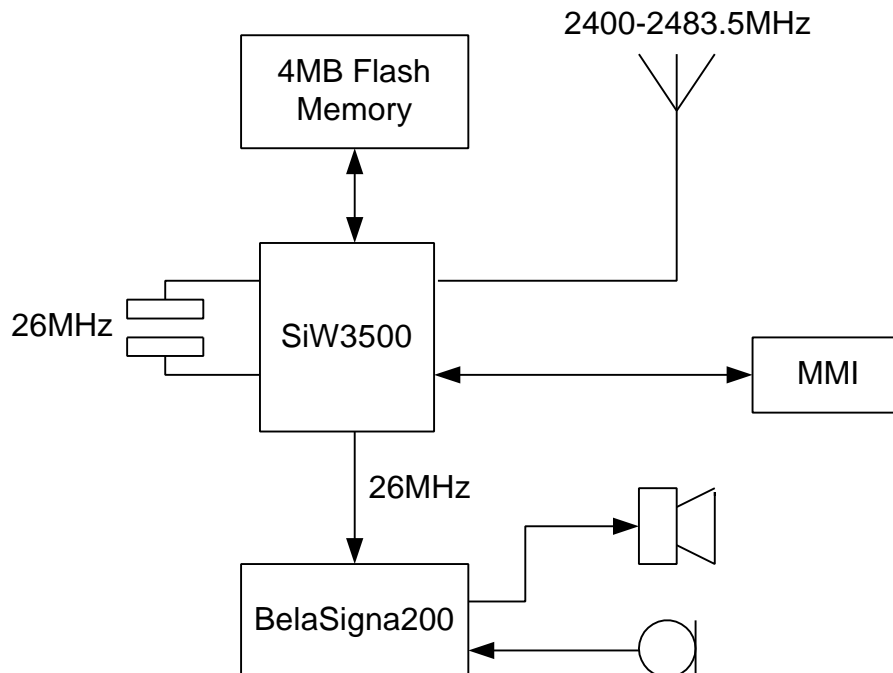 2400-2483.5MHz
4MB Flash
Memory
26MHz
SiW3500
MMI
26MHz
BelaSigna200